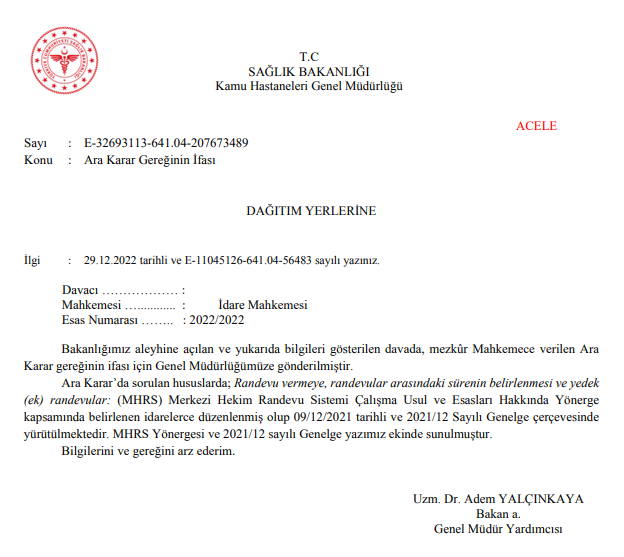 T.C
SAĞLIK BAKANLIĞI
Kamu Hastaneleri Genel Müdürlüğü
ACELE
Sayı : E-32693113-641.04-207673489
Konu : Ara Karar Gereğinin İfası
DAĞITIM YERLERİNE
İlgi : 29.12.2022 tarihli ve E-11045126-641.04-56483 sayılı yazınız.
Davacı ……………… :
Mahkemesi …........... : İdare Mahkemesi
Esas Numarası …….. : 2022/2022
Bakanlığımız aleyhine açılan ve yukarıda bilgileri gösterilen davada, mezkûr Mahkemece verilen Ara
Karar gereğinin ifası için Genel Müdürlüğümüze gönderilmiştir.
Ara Karar’da sorulan hususlarda; Randevu vermeye, randevular arasındaki sürenin belirlenmesi ve yedek
(ek) randevular: (MHRS) Merkezi Hekim Randevu Sistemi Çalışma Usul ve Esasları Hakkında Yönerge
kapsamında belirlenen idarelerce düzenlenmiş olup 09/12/2021 tarihli ve 2021/12 Sayılı Genelge çerçevesinde
yürütülmektedir. MHRS Yönergesi ve 2021/12 sayılı Genelge yazımız ekinde sunulmuştur.
Bilgilerini ve gereğini arz ederim.
Uzm. Dr. Adem YALÇINKAYA
Bakan a.
Genel Müdür Yardımcısı